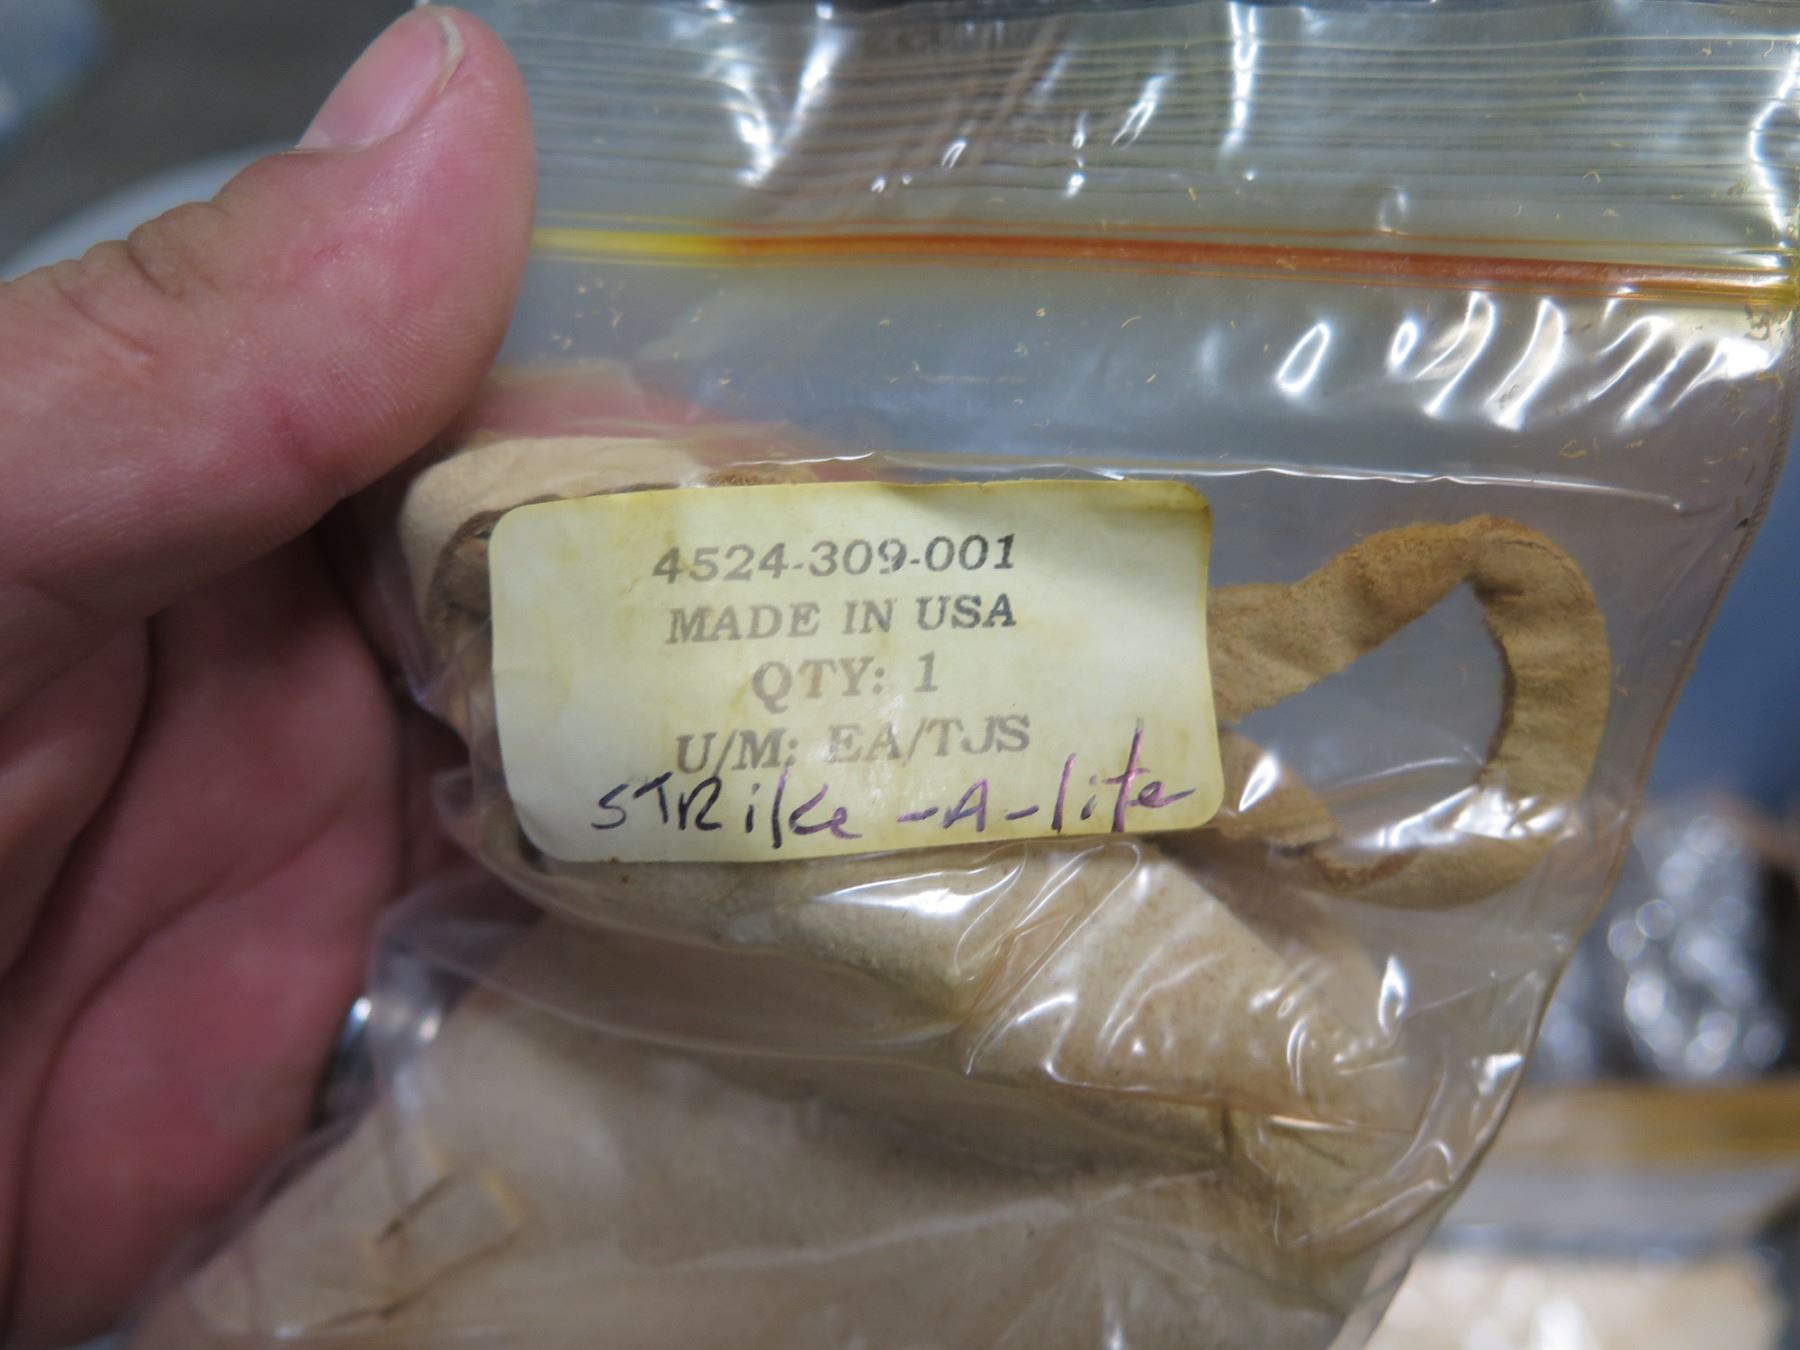 4524-309-001
MADE IN USA
QTY: 1
U/M: EA/TJS
STRike-A-lite